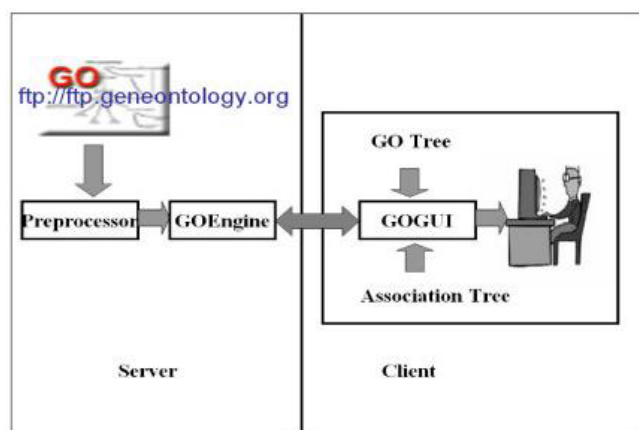 GO
ftp://ftp.geneontology.org
GO Tree
Preprocessor
GOEngine
GOGUI
Association Tree
Server
Client